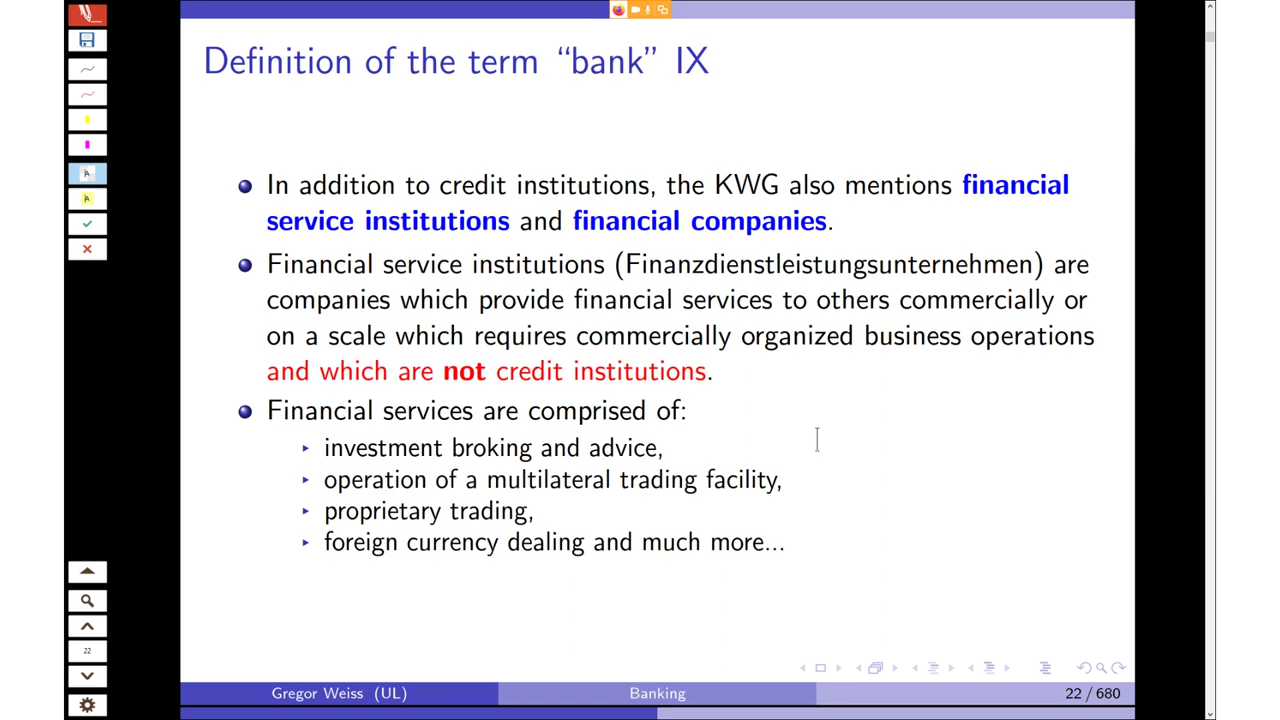 Definition of the term “bank” IX
In addition to credit institutions, the KWG also mentions financial
service institutions and financial companies.
Financial service institutions (Finanzdienstleistungsunternehmen) are
companies which provide financial services to others commercially or
on a scale which requires commercially organized business operations
and which are not credit institutions.
Financial services are comprised of:
investment broking and advice,
operation of a multilateral trading facility,
proprietary trading,
foreign currency dealing and much more...
22
Gregor Weiss (UL) Banking 22 / 680